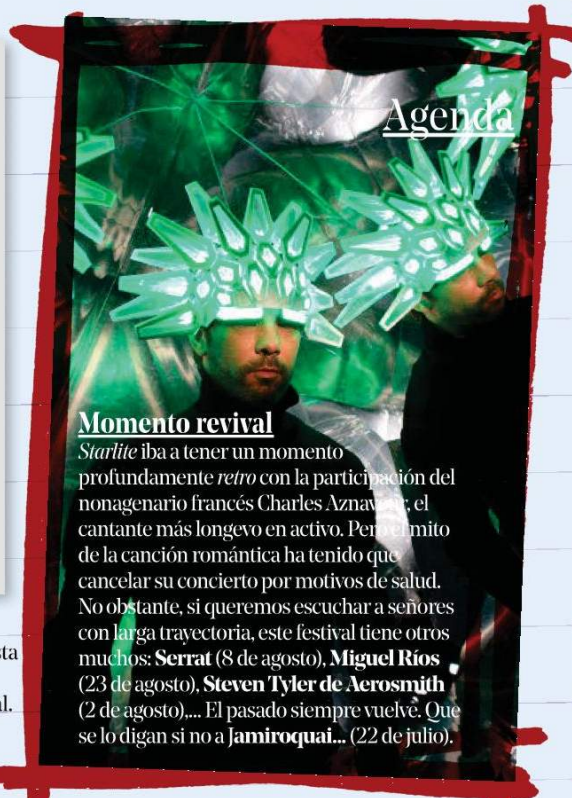 Agenda
Momento revival
Starlite iba a tener un momento
profundamente retro con la participación del
nonagenario francés Charles Aznavour, el
cantante más longevo en activo. Pero el mito
de la canción romántica ha tenido que
cancelar su concierto por motivos de salud.
No obstante, si queremos escuchar a señores
con larga trayectoria, este festival tiene otros
muchos: Serrat (8 de agosto), Miguel Ríos
(23 de agosto), Steven Tyler de Aerosmith
(2 de agosto),... El pasado siempre vuelve. Que
se lo digan si no a Jamiroquai... (22 de julio).